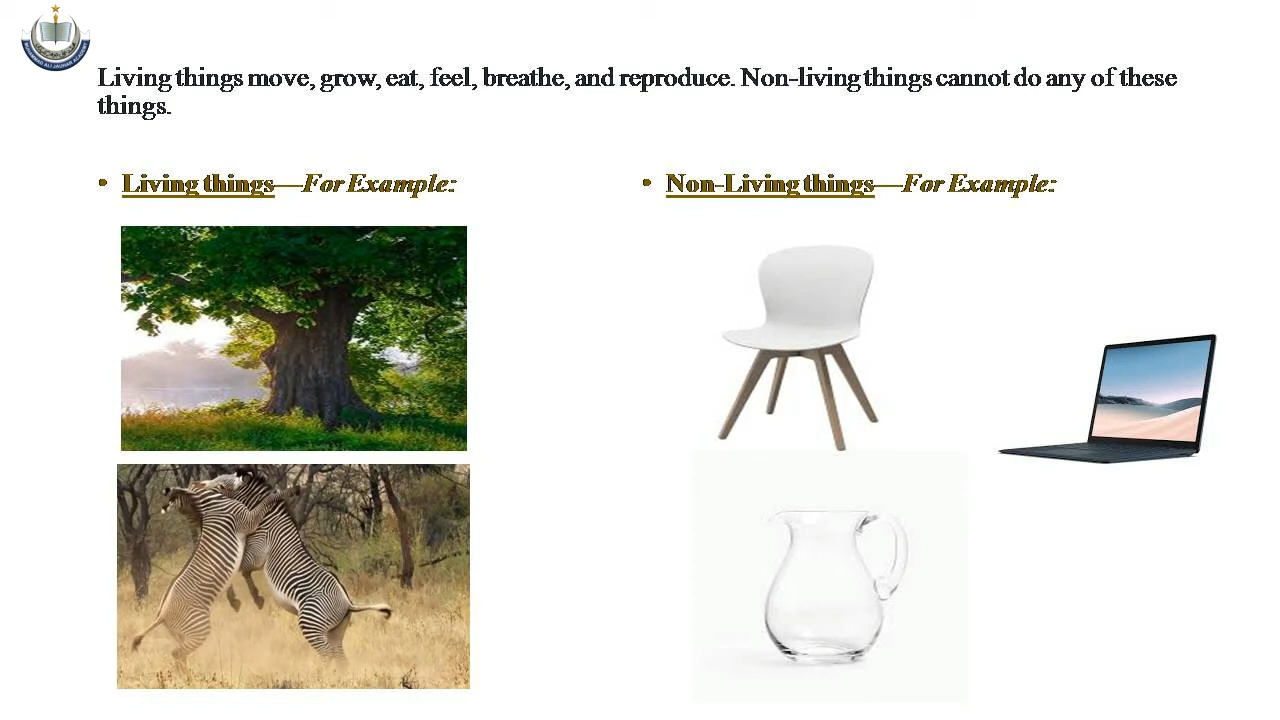 Living things move, grow, eat, feel, breathe, and reproduce. Non-living things cannot do any of these
things.
• Living things—For Example:
• Non-Living things—For Example: